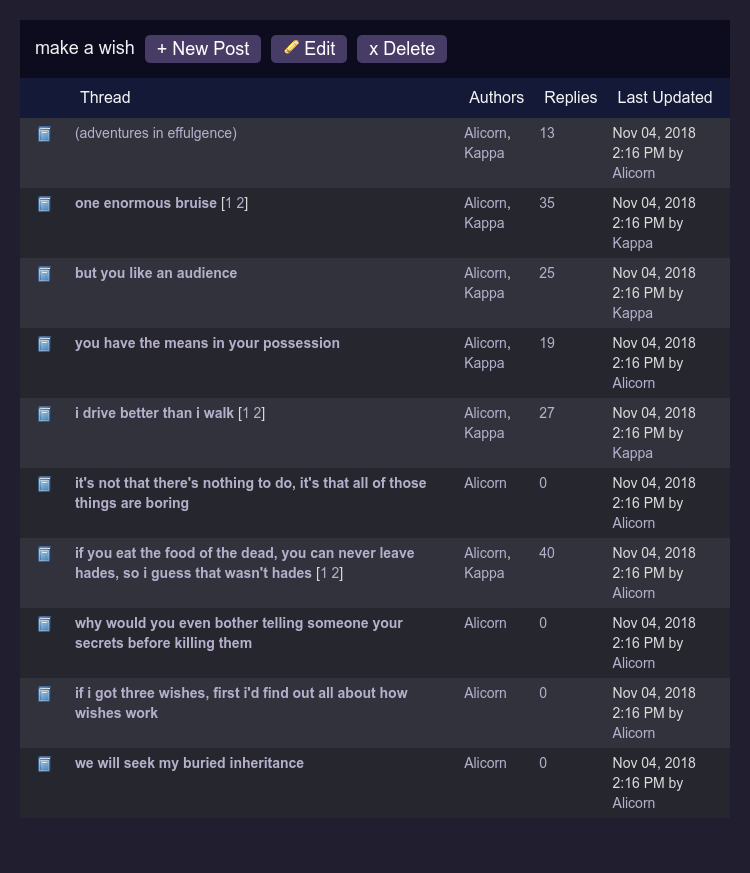 make a wish + New Post Edit x Delete
Thread Authors Replies Last Updated
(adventures in effulgence) Alicorn, 13 Nov 04, 2018
Kappa 2:16 PM by
Alicorn
one enormous bruise [1 2] Alicorn, 35 Nov 04, 2018
Kappa 2:16 PM by
Kappa
but you like an audience Alicorn, 25 Nov 04, 2018
Kappa 2:16 PM by
Kappa
you have the means in your possession Alicorn, 19 Nov 04, 2018
Kappa 2:16 PM by
Alicorn
i drive better than i walk [1 2] Alicorn, 27 Nov 04, 2018
Kappa 2:16 PM by
Kappa
it's not that there's nothing to do, it's that all of those Alicorn 0 Nov 04, 2018
things are boring 2:16 PM by
Alicorn
if you eat the food of the dead, you can never leave Alicorn, 40 Nov 04, 2018
hades, so i guess that wasn't hades [1 2] Kappa 2:16 PM by
Alicorn
why would you even bother telling someone your Alicorn 0 Nov 04, 2018
secrets before killing them 2:16 PM by
Alicorn
if i got three wishes, first i'd find out all about how Alicorn 0 Nov 04, 2018
wishes work 2:16 PM by
Alicorn
we will seek my buried inheritance Alicorn 0 Nov 04, 2018
2:16 PM by
Alicorn